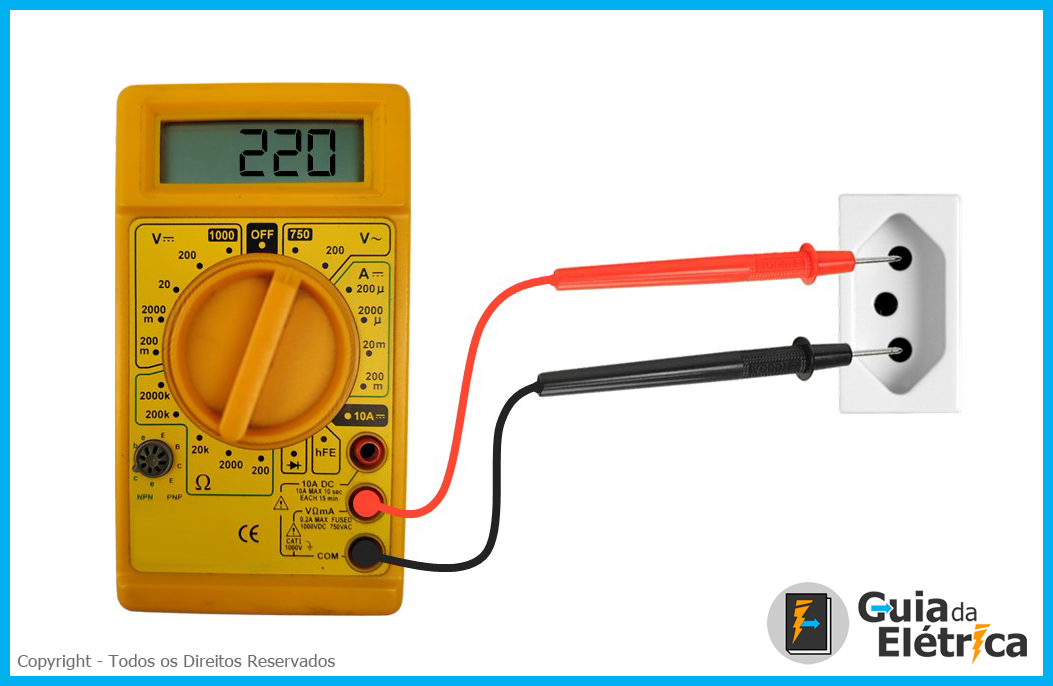 220
V⎓
1000
OFF
750
V~
200
200
20
2000
m
200
m
A⎓
200µ
2000
µ
20m
200
m
10A⎓
2000k
200k
20k
2000
200
Ω
hFE
e
E
b
B
C
c
e
E
NPN
PNP
10A DC
10A MAX 10 sec
EACH 15 min
VΩmA
0.2A MAX FUSED
1000VDC 750VAC
CAT I
1000V
COM
CE
Guia da
Elétrica
Copyright - Todos os Direitos Reservados